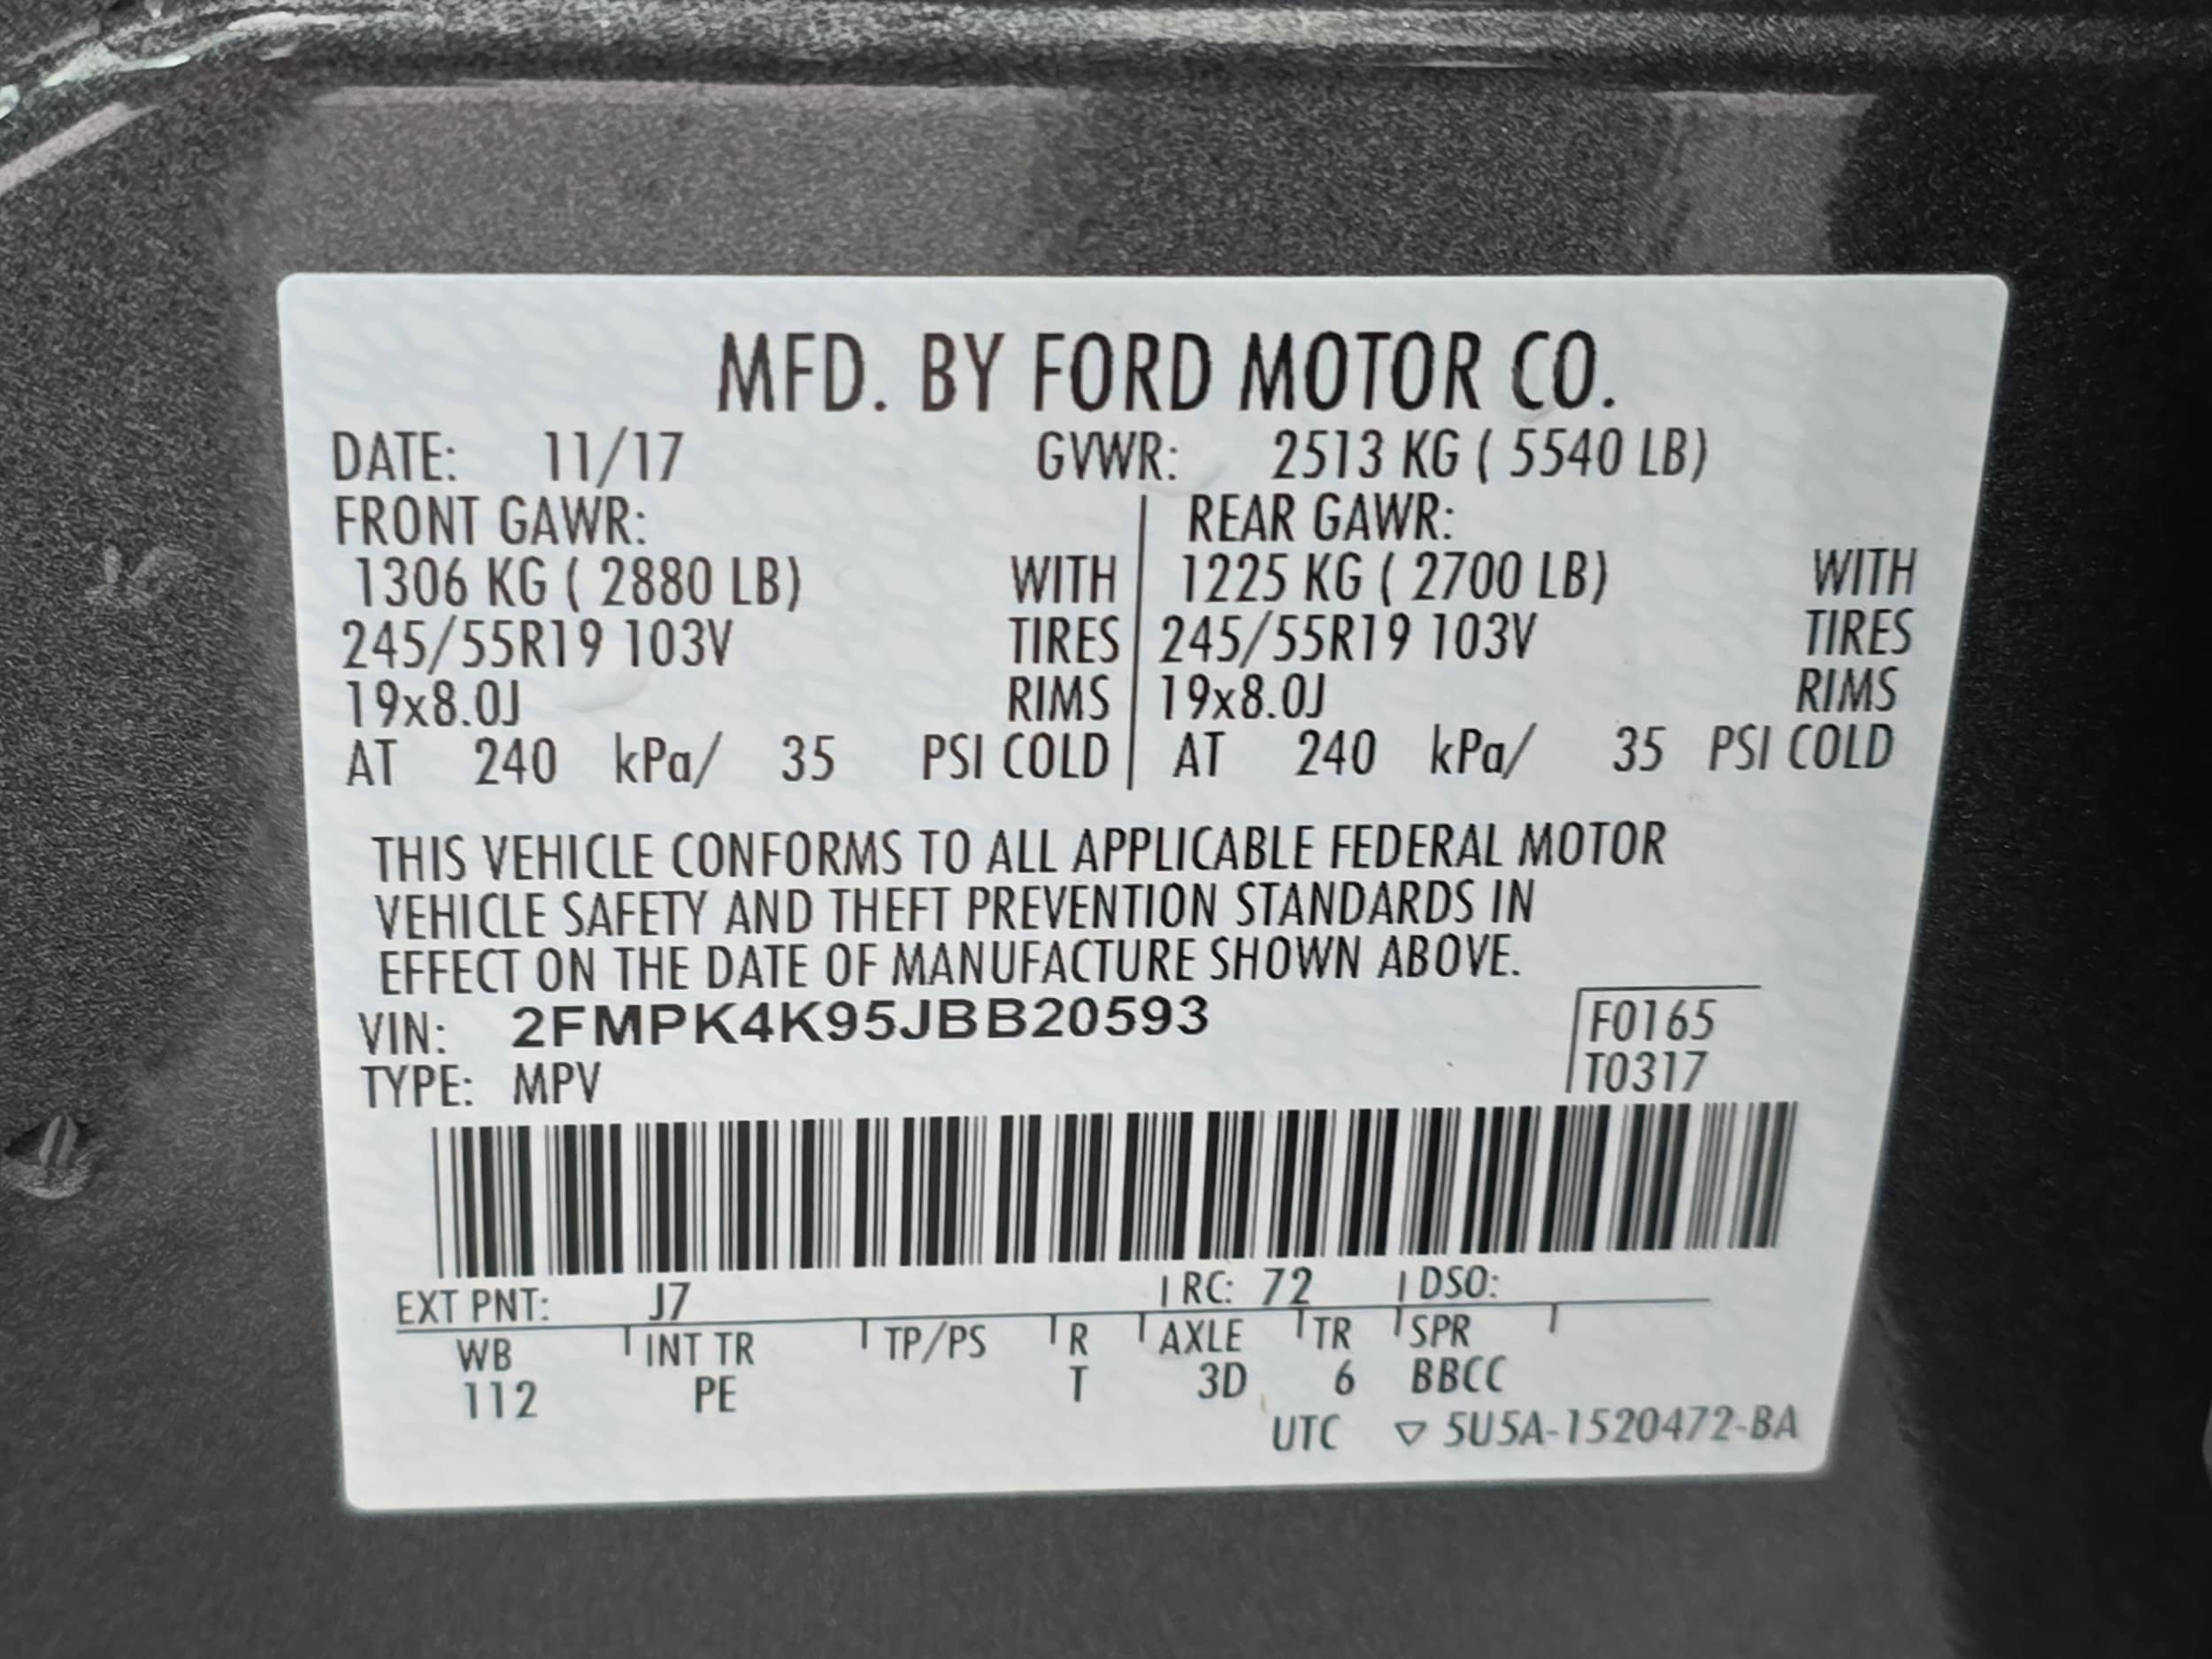 MFD. BY FORD MOTOR CO.
DATE: 11/17 GVWR: 2513 KG ( 5540 LB)
FRONT GAWR: REAR GAWR:
1306 KG ( 2880 LB) WITH 1225 KG ( 2700 LB) WITH
245/55R19 103V TIRES 245/55R19 103V TIRES
19x8.0J RIMS 19x8.0J RIMS
AT 240 kPa/ 35 PSI COLD AT 240 kPa/ 35 PSI COLD
THIS VEHICLE CONFORMS TO ALL APPLICABLE FEDERAL MOTOR
VEHICLE SAFETY AND THEFT PREVENTION STANDARDS IN
EFFECT ON THE DATE OF MANUFACTURE SHOWN ABOVE.
VIN: 2FMPK4K95JBB20593 F0165
TYPE: MPV T0317
EXT PNT: J7 RC: 72 DSO:
WB INT TR TP/PS R AXLE TR SPR
112 PE T 3D 6 BBCC
UTC ▽ 5U5A-1520472-BA